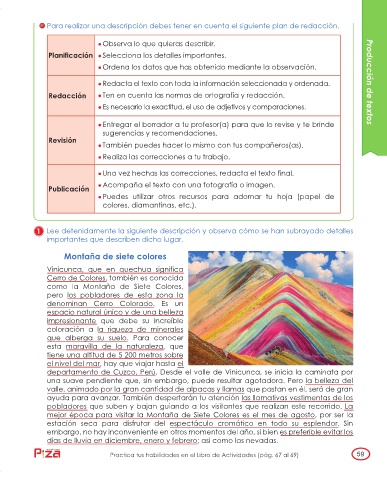 Para realizar una descripción debes tener en cuenta el siguiente plan de redacción.
Planificación
• Observa lo que quieras describir.
• Selecciona los detalles importantes.
• Ordena los datos que has obtenido mediante la observación.
Redacción
• Redacta el texto con toda la información seleccionada y ordenada.
• Ten en cuenta las normas de ortografía y redacción.
• Es necesario la exactitud, el uso de adjetivos y comparaciones.
Revisión
• Entregar el borrador a tu profesor(a) para que lo revise y te brinde
sugerencias y recomendaciones.
• También puedes hacer lo mismo con tus compañeros(as).
• Realiza las correcciones a tu trabajo.
Publicación
• Una vez hechas las correcciones, redacta el texto final.
• Acompaña el texto con una fotografía o imagen.
• Puedes utilizar otros recursos para adornar tu hoja (papel de
colores, diamantinas, etc.).
Producción de textos
1 Lee detenidamente la siguiente descripción y observa cómo se han subrayado detalles
importantes que describen dicho lugar.
Montaña de siete colores
Vinicunca, que en quechua significa
Cerro de Colores, también es conocida
como la Montaña de Siete Colores,
pero los pobladores de esta zona la
denominan Cerro Colorado. Es un
espacio natural único y de una belleza
impresionante que debe su increíble
coloración a la riqueza de minerales
que alberga su suelo. Para conocer
esta maravilla de la naturaleza, que
tiene una altitud de 5 200 metros sobre
el nivel del mar, hay que viajar hasta el
departamento de Cuzco, Perú. Desde el valle de Vinicunca, se inicia la caminata por
una suave pendiente que, sin embargo, puede resultar agotadora. Pero la belleza del
valle, animado por la gran cantidad de alpacas y llamas que pastan en él, será de gran
ayuda para avanzar. También despertarán tu atención las llamativas vestimentas de los
pobladores que suben y bajan guiando a los visitantes que realizan este recorrido. La
mejor época para visitar la Montaña de Siete Colores es el mes de agosto, por ser la
estación seca para disfrutar del espectáculo cromático en todo su esplendor. Sin
embargo, no hay inconveniente en otros momentos del año, si bien es preferible evitar los
días de lluvia en diciembre, enero y febrero; así como las nevadas.
Pizza
Practica tus habilidades en el Libro de Actividades (pág. 67 al 69)
59